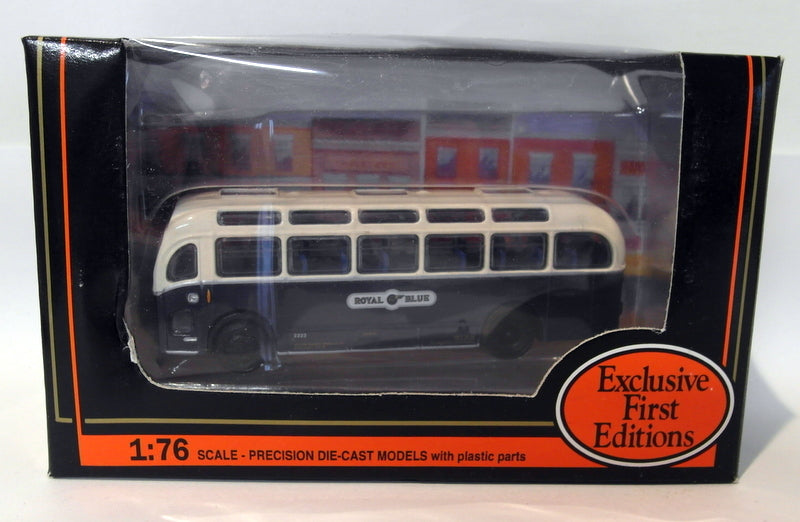 ROYAL BLUE
Exclusive
First
Editions
1:76 SCALE - PRECISION DIE-CAST MODELS with plastic parts